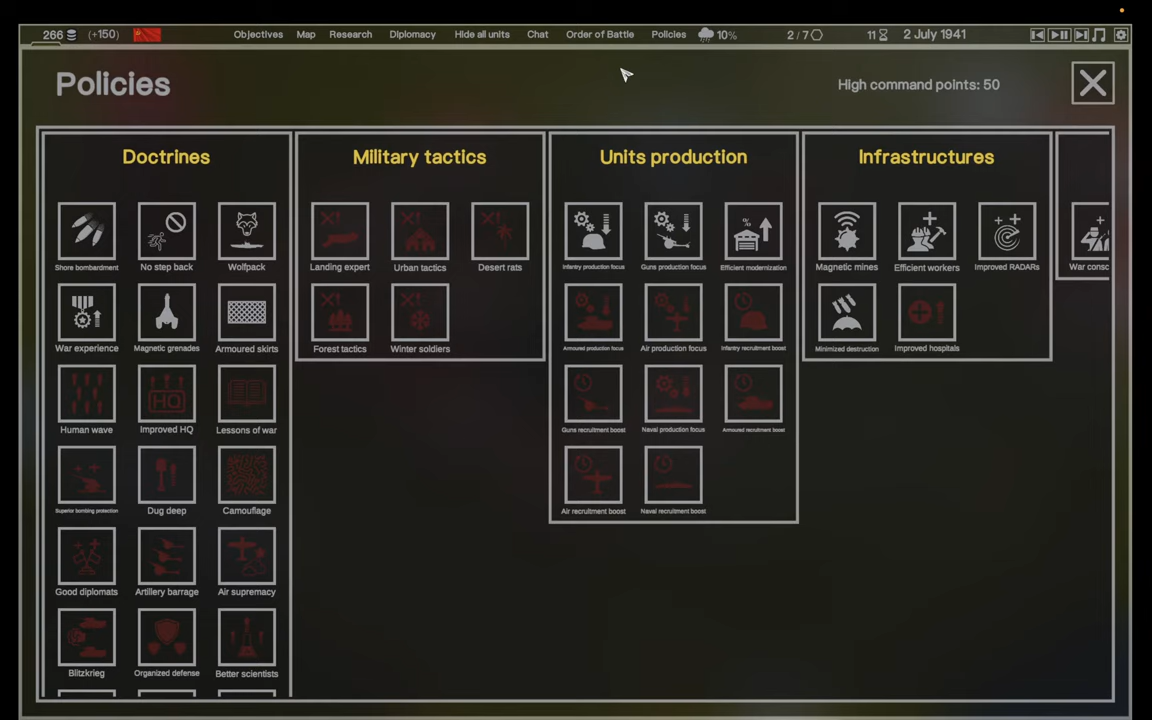 266 (+150) Objectives Map Research Diplomacy Hide all units Chat Order of Battle Policies 10% 2 / 7 11 2 July 1941
Policies
High command points: 50
Doctrines
Shore bombardment No step back Wolfpack
War experience Magnetic grenades Armoured skirts
Human wave Improved HQ Lessons of war
HQ
Superior bombing protection Dug deep Camouflage
Good diplomats Artillery barrage Air supremacy
Blitzkrieg Organized defense Better scientists
Military tactics
Landing expert Urban tactics Desert rats
Forest tactics Winter soldiers
Units production
Infantry production focus Guns production focus Efficient modernization
Armoured production focus Air production focus Infantry recruitment boost
Guns recruitment boost Naval production focus Armoured recruitment boost
Air recruitment boost Naval recruitment boost
Infrastructures
Magnetic mines Efficient workers Improved RADARs
Minimized destruction Improved hospitals
War consc